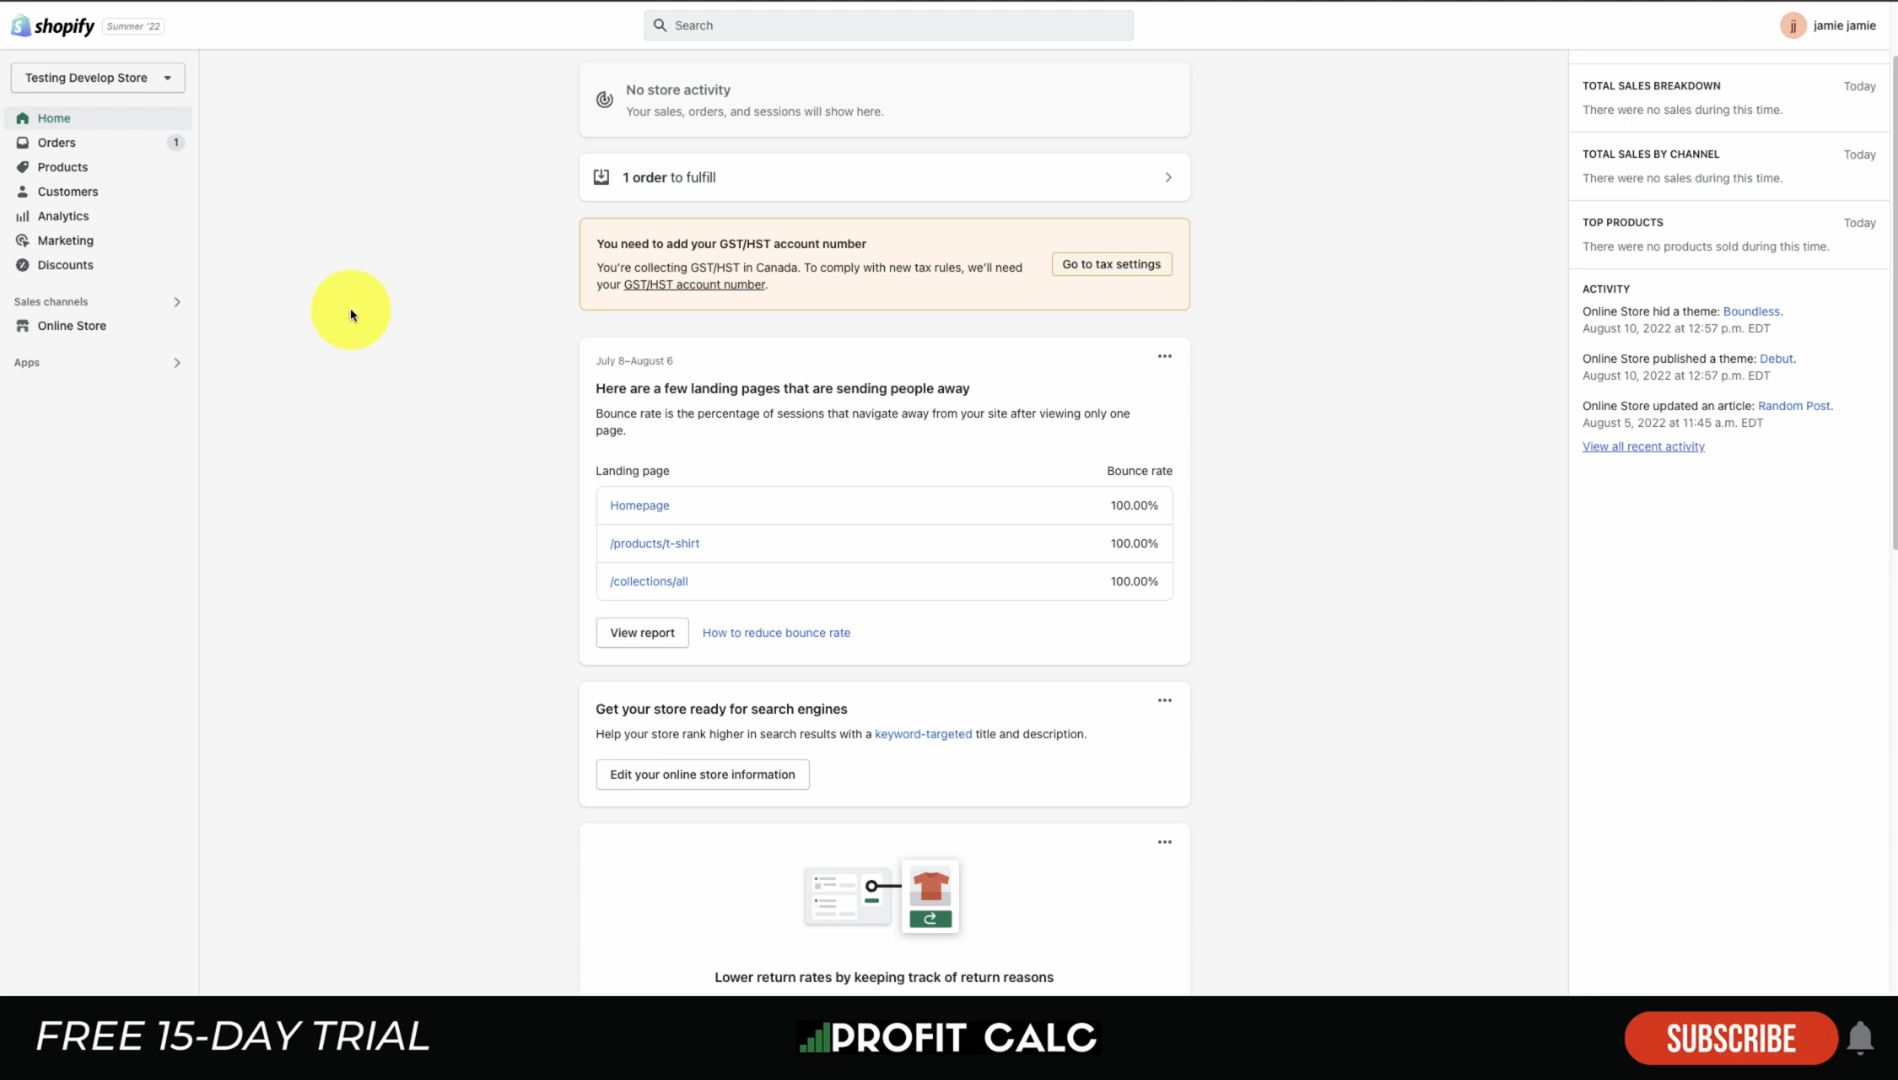 shopify Summer '22
Search
jj jamie jamie
Testing Develop Store
Home
Orders 1
Products
Customers
Analytics
Marketing
Discounts
Sales channels
Online Store
Apps
No store activity
Your sales, orders, and sessions will show here.
1 order to fulfill
You need to add your GST/HST account number
You're collecting GST/HST in Canada. To comply with new tax rules, we'll need
your GST/HST account number.
Go to tax settings
July 8–August 6
Here are a few landing pages that are sending people away
Bounce rate is the percentage of sessions that navigate away from your site after viewing only one
page.
Landing page Bounce rate
Homepage 100.00%
/products/t-shirt 100.00%
/collections/all 100.00%
View report How to reduce bounce rate
Get your store ready for search engines
Help your store rank higher in search results with a keyword-targeted title and description.
Edit your online store information
Lower return rates by keeping track of return reasons
TOTAL SALES BREAKDOWN Today
There were no sales during this time.
TOTAL SALES BY CHANNEL Today
There were no sales during this time.
TOP PRODUCTS Today
There were no products sold during this time.
ACTIVITY
Online Store hid a theme: Boundless.
August 10, 2022 at 12:57 p.m. EDT
Online Store published a theme: Debut.
August 10, 2022 at 12:57 p.m. EDT
Online Store updated an article: Random Post.
August 5, 2022 at 11:45 a.m. EDT
View all recent activity
FREE 15-DAY TRIAL
PROFIT CALC
SUBSCRIBE